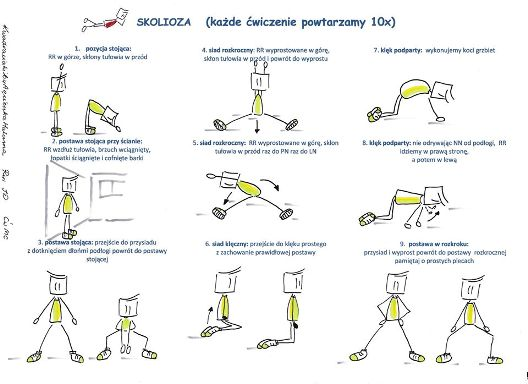 SKOLIOZA (każde ćwiczenie powtarzamy 10x)
1. pozycja stojąca:
RR w górze, skłony tułowia w przód
2. postawa stojąca przy ścianie:
RR wzdłuż tułowia, brzuch wciągnięty,
łopatki ściągnięte i cofnięte barki
3. postawa stojąca: przejście do przysiadu
z dotknięciem dłońmi podłogi powrót do postawy
stojącej
4. siad rozkroczny: RR wyprostowane w górę,
skłon tułowia w przód i powrót do wyprostu
5. siad rozkroczny: RR wyprostowane w górę, skłon
tułowia w przód raz do PN raz do LN
6. siad klęczny: przejście do klęku prostego
z zachowanie prawidłowej postawy
7. klęk podparty: wykonujemy koci grzbiet
8. klęk podparty: nie odrywając NN od podłogi, RR
idziemy w prawą stronę,
a potem w lewą
9. postawa w rozkroku:
przysiad i wyprost powrót do postawy rozkrocznej
pamiętaj o prostych plecach